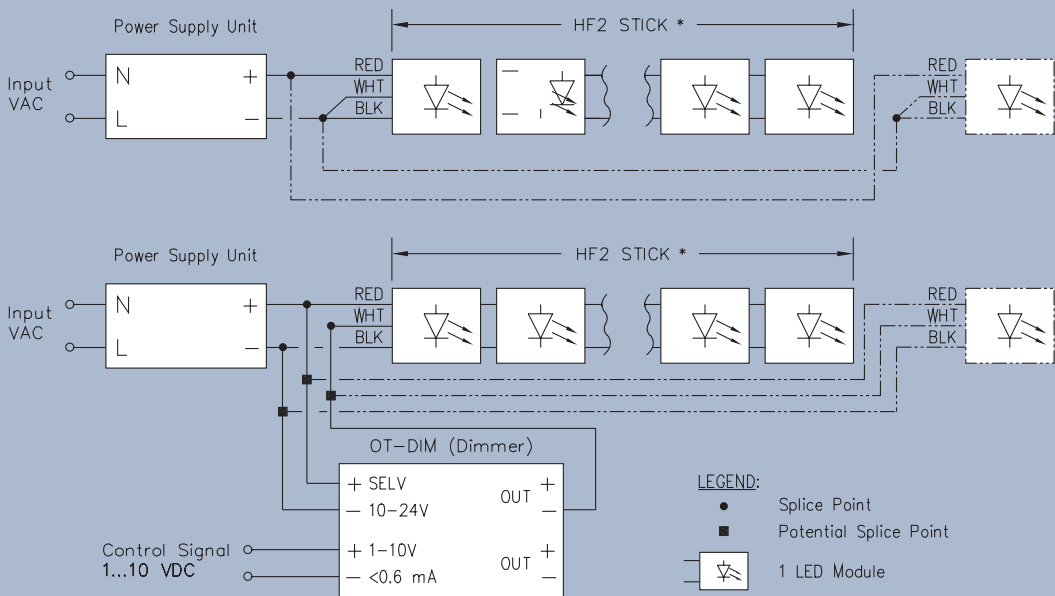 Power Supply Unit
HF2 STICK *
Input
VAC
N
L
+
−
RED
WHT
BLK
RED
WHT
BLK
Power Supply Unit
HF2 STICK *
Input
VAC
N
L
+
−
RED
WHT
BLK
RED
WHT
BLK
OT-DIM (Dimmer)
+ SELV
− 10-24V
OUT +
−
Control Signal
1...10 VDC
+ 1-10V
− <0.6 mA
OUT +
−
LEGEND:
Splice Point
Potential Splice Point
1 LED Module